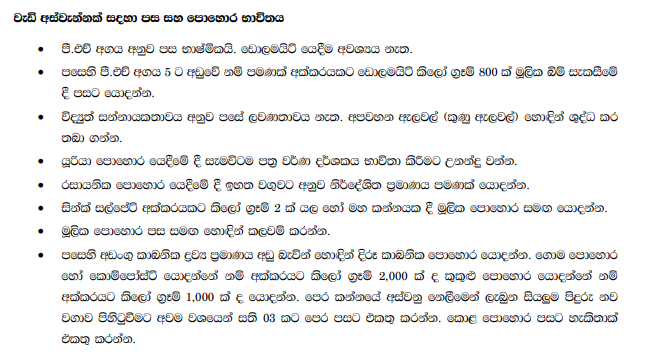 වැඩි අස්වැන්නක් සදහා පස සහ පොහොර භාවිතය
• පී.එච් අගය අනුව පස භාෂ්මිකයි. ඩොලමයිට් යෙදීම අවශ්‍යය නැත.
• පසෙහි පී.එච් අගය 5 ට අඩුවේ නම් පමණක් අක්කරයකට ඩොලමයිට් කිලෝ ග්‍රෑම් 800 ක් මූලික බිම් සැකසීමේ
දී පසට යොදන්න.
• විද්‍යුත් සන්නායකතාවය අනුව පසේ ලවණතාවය නැත. අපවහන ඇලවල් (කුණු ඇලවල්) හොඳින් ශුද්ධ කර
තබා ගන්න.
• යූරියා පොහොර යෙදීමේ දී සැමවිටම පත්‍ර වර්ණ දර්ශකය භාවිතා කිරීමට උනන්දු වන්න.
• රසායනික පොහොර යෙදීමේ දී ඉහත වගුවට අනුව නිර්දේශිත ප්‍රමාණය පමණක් යොදන්න.
• සින්ක් සල්පේට් අක්කරයකට කිලෝ ග්‍රෑම් 2 ක් යල හෝ මහ කන්නයක දී මූලික පොහොර සමඟ යොදන්න.
• මූලික පොහොර පස සමඟ හොඳින් කලවම් කරන්න.
• පසෙහි අඩංගු කාබනික ද්‍රව්‍ය ප්‍රමාණය අඩු බැවින් හොඳින් දිරූ කාබනික පොහොර යොදන්න. ගොම පොහොර
හෝ කොම්පෝස්ට් යොදන්නේ නම් අක්කරයට කිලෝ ග්‍රෑම් 2,000 ක් ද කුකුළු පොහොර යොදන්නේ නම්
අක්කරයට කිලෝ ග්‍රෑම් 1,000 ක් ද යොදන්න. පෙර කන්නයේ අස්වනු නෙලීමෙන් ලැබුන සියලුම පිදුරු නව
වගාව පිහිටුවීමට අවම වශයෙන් සති 03 කට පෙර පසට එකතු කරන්න. කොළ පොහොර පසට හැකිතාක්
එකතු කරන්න.